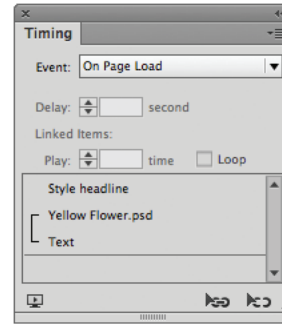 Timing
Event: On Page Load
Delay: second
Linked Items:
Play: time Loop
Style headline
Yellow Flower.psd
Text